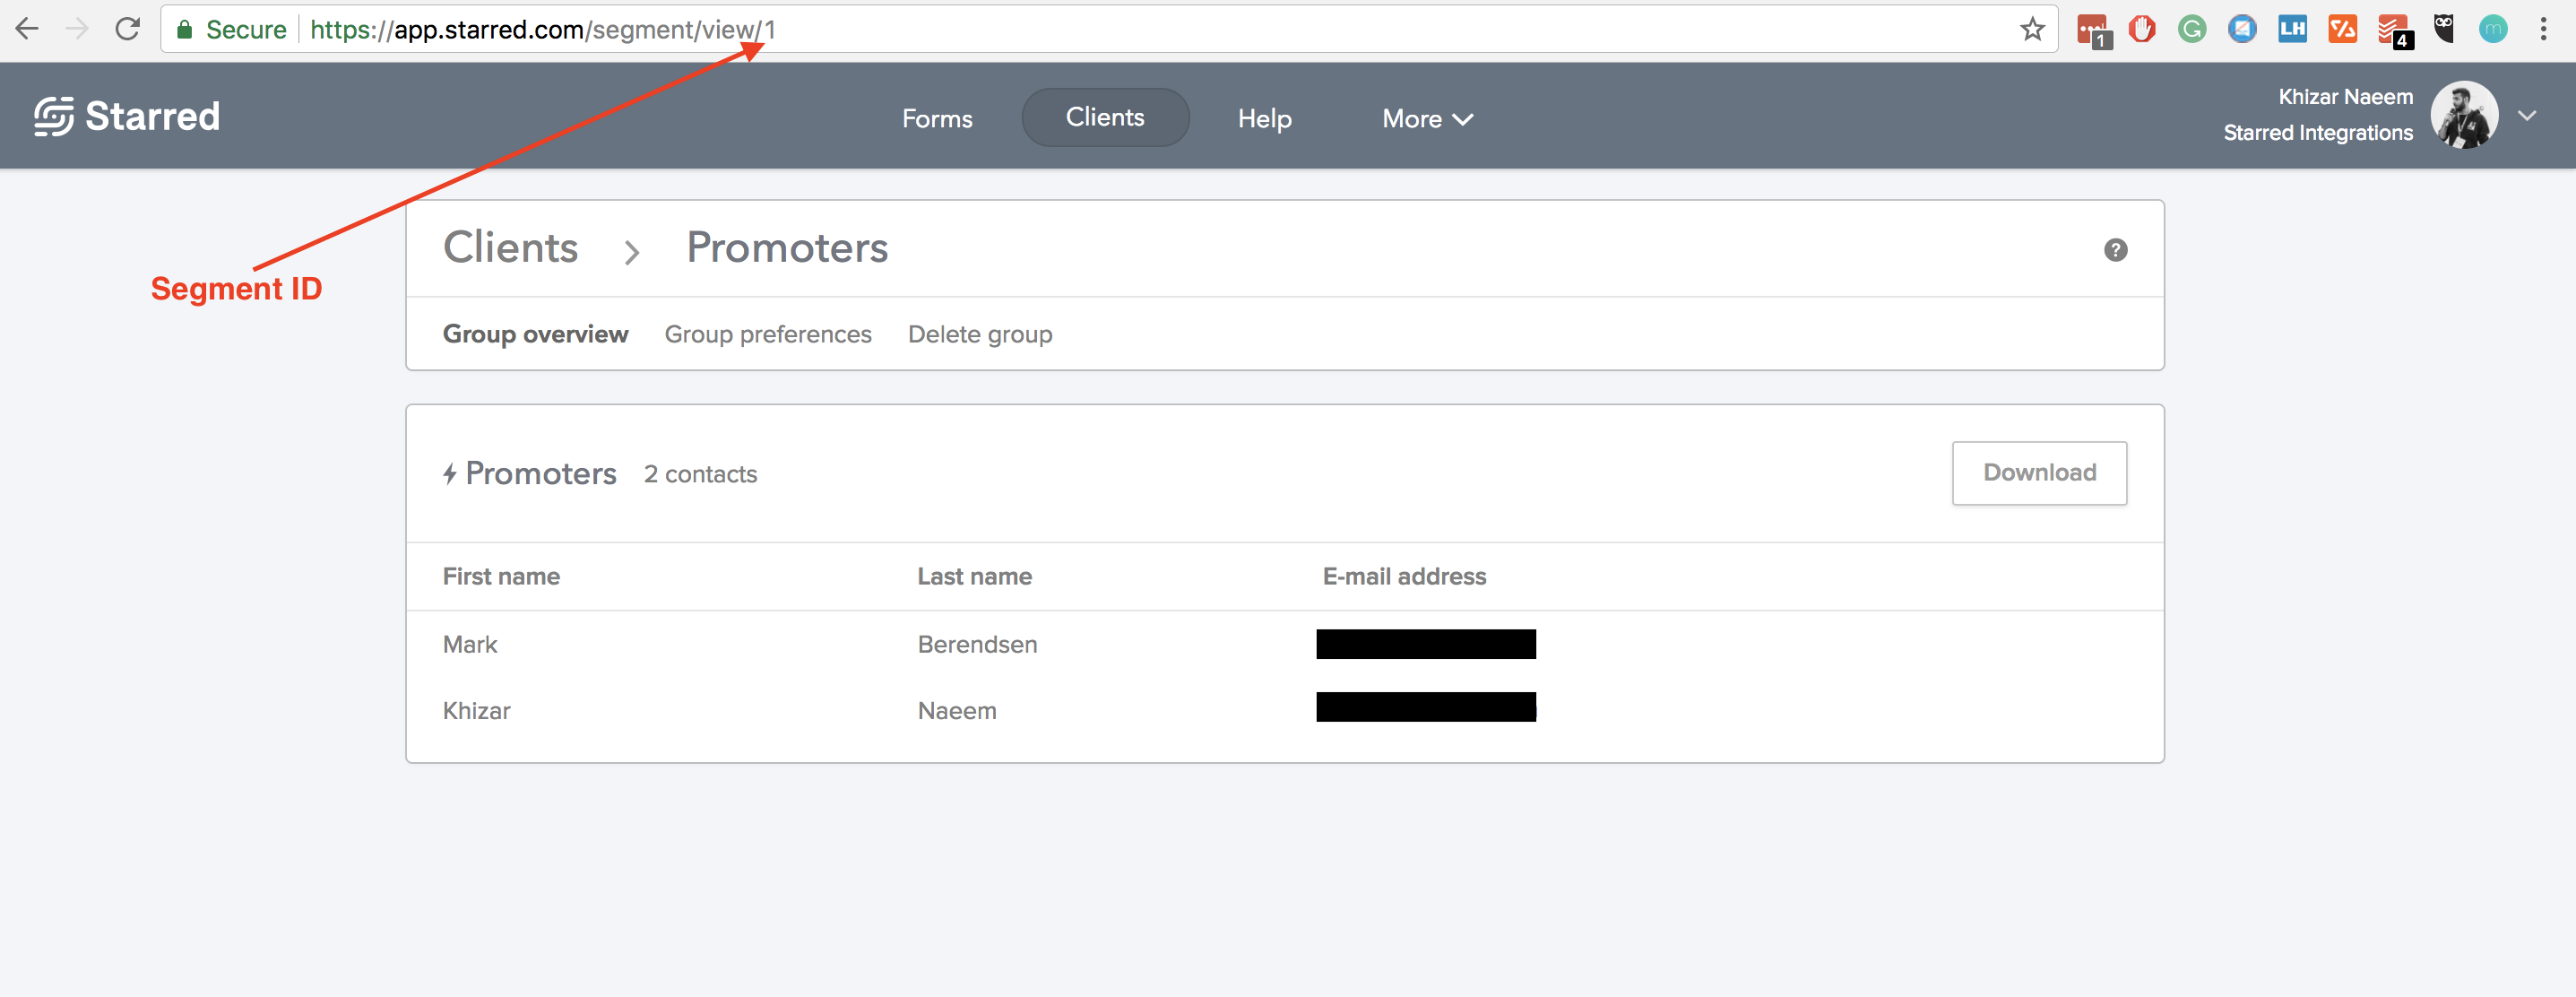 Secure https://app.starred.com/segment/view/1
1
G
LH
4
m
Starred
Forms Clients Help More
Khizar Naeem
Starred Integrations
Segment ID
Clients > Promoters
?
Group overview Group preferences Delete group
Promoters 2 contacts
Download
First name Last name E-mail address
Mark Berendsen
Khizar Naeem